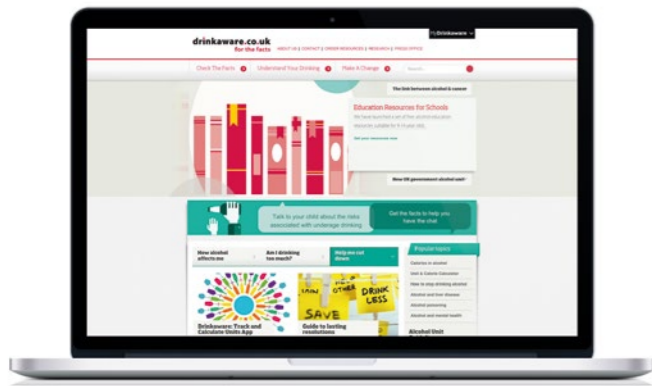 drinkaware.co.uk
for the facts
ABOUT US | CONTACT | ORDER RESOURCES | RESEARCH | PRESS OFFICE
MyDrinkaware
Check The Facts
Understand Your Drinking
Make A Change
Search...
The link between alcohol & cancer
Education Resources for Schools
We have launched a set of free alcohol education
resources suitable for 9-14 year olds.
Get your resources now
New UK government alcohol unit
Talk to your child about the risks
associated with underage drinking
Get the facts to help you
have the chat
How alcohol
affects me
Am I drinking
too much?
Help me cut
down
Popular topics
Calories in alcohol
Unit & Calorie Calculator
How to stop drinking alcohol
Alcohol and liver disease
Alcohol poisoning
Alcohol and mental health
Alcohol Unit
OTHER
DRINK
LESS
SAVE
Drinkaware: Track and
Calculate Units App
Guide to lasting
resolutions